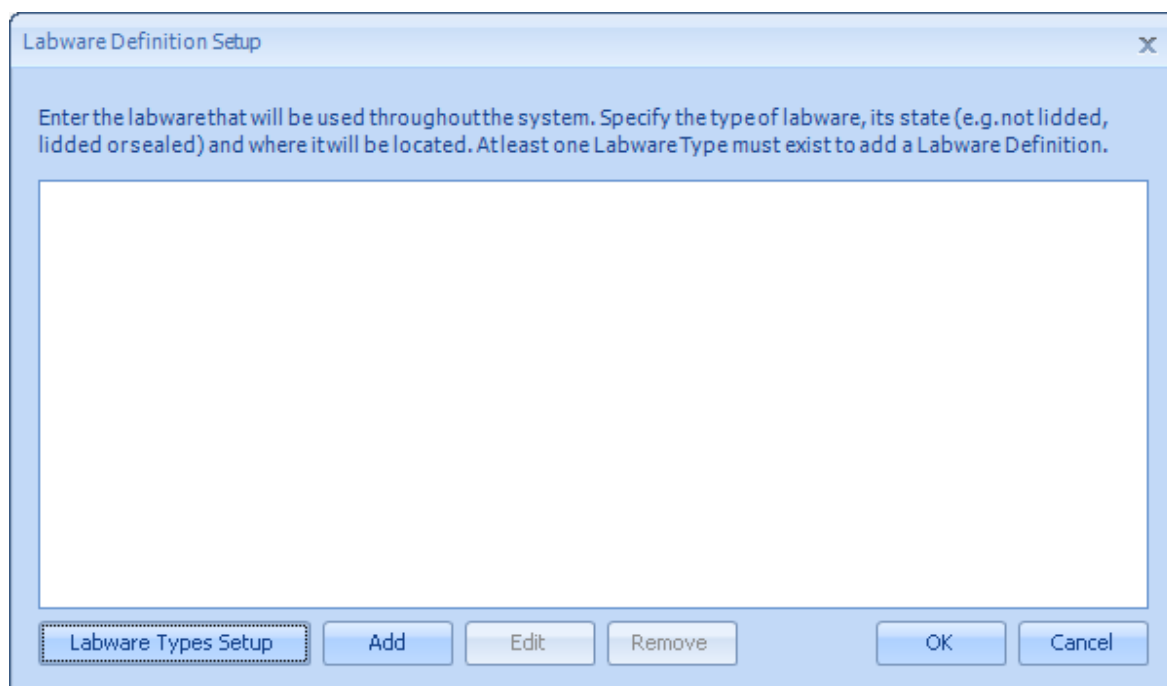 Labware Definition Setup
x
Enter the labware that will be used throughout the system. Specify the type of labware, its state (e.g. not lidded,
lidded or sealed) and where it will be located. At least one Labware Type must exist to add a Labware Definition.
Labware Types Setup Add Edit Remove OK Cancel